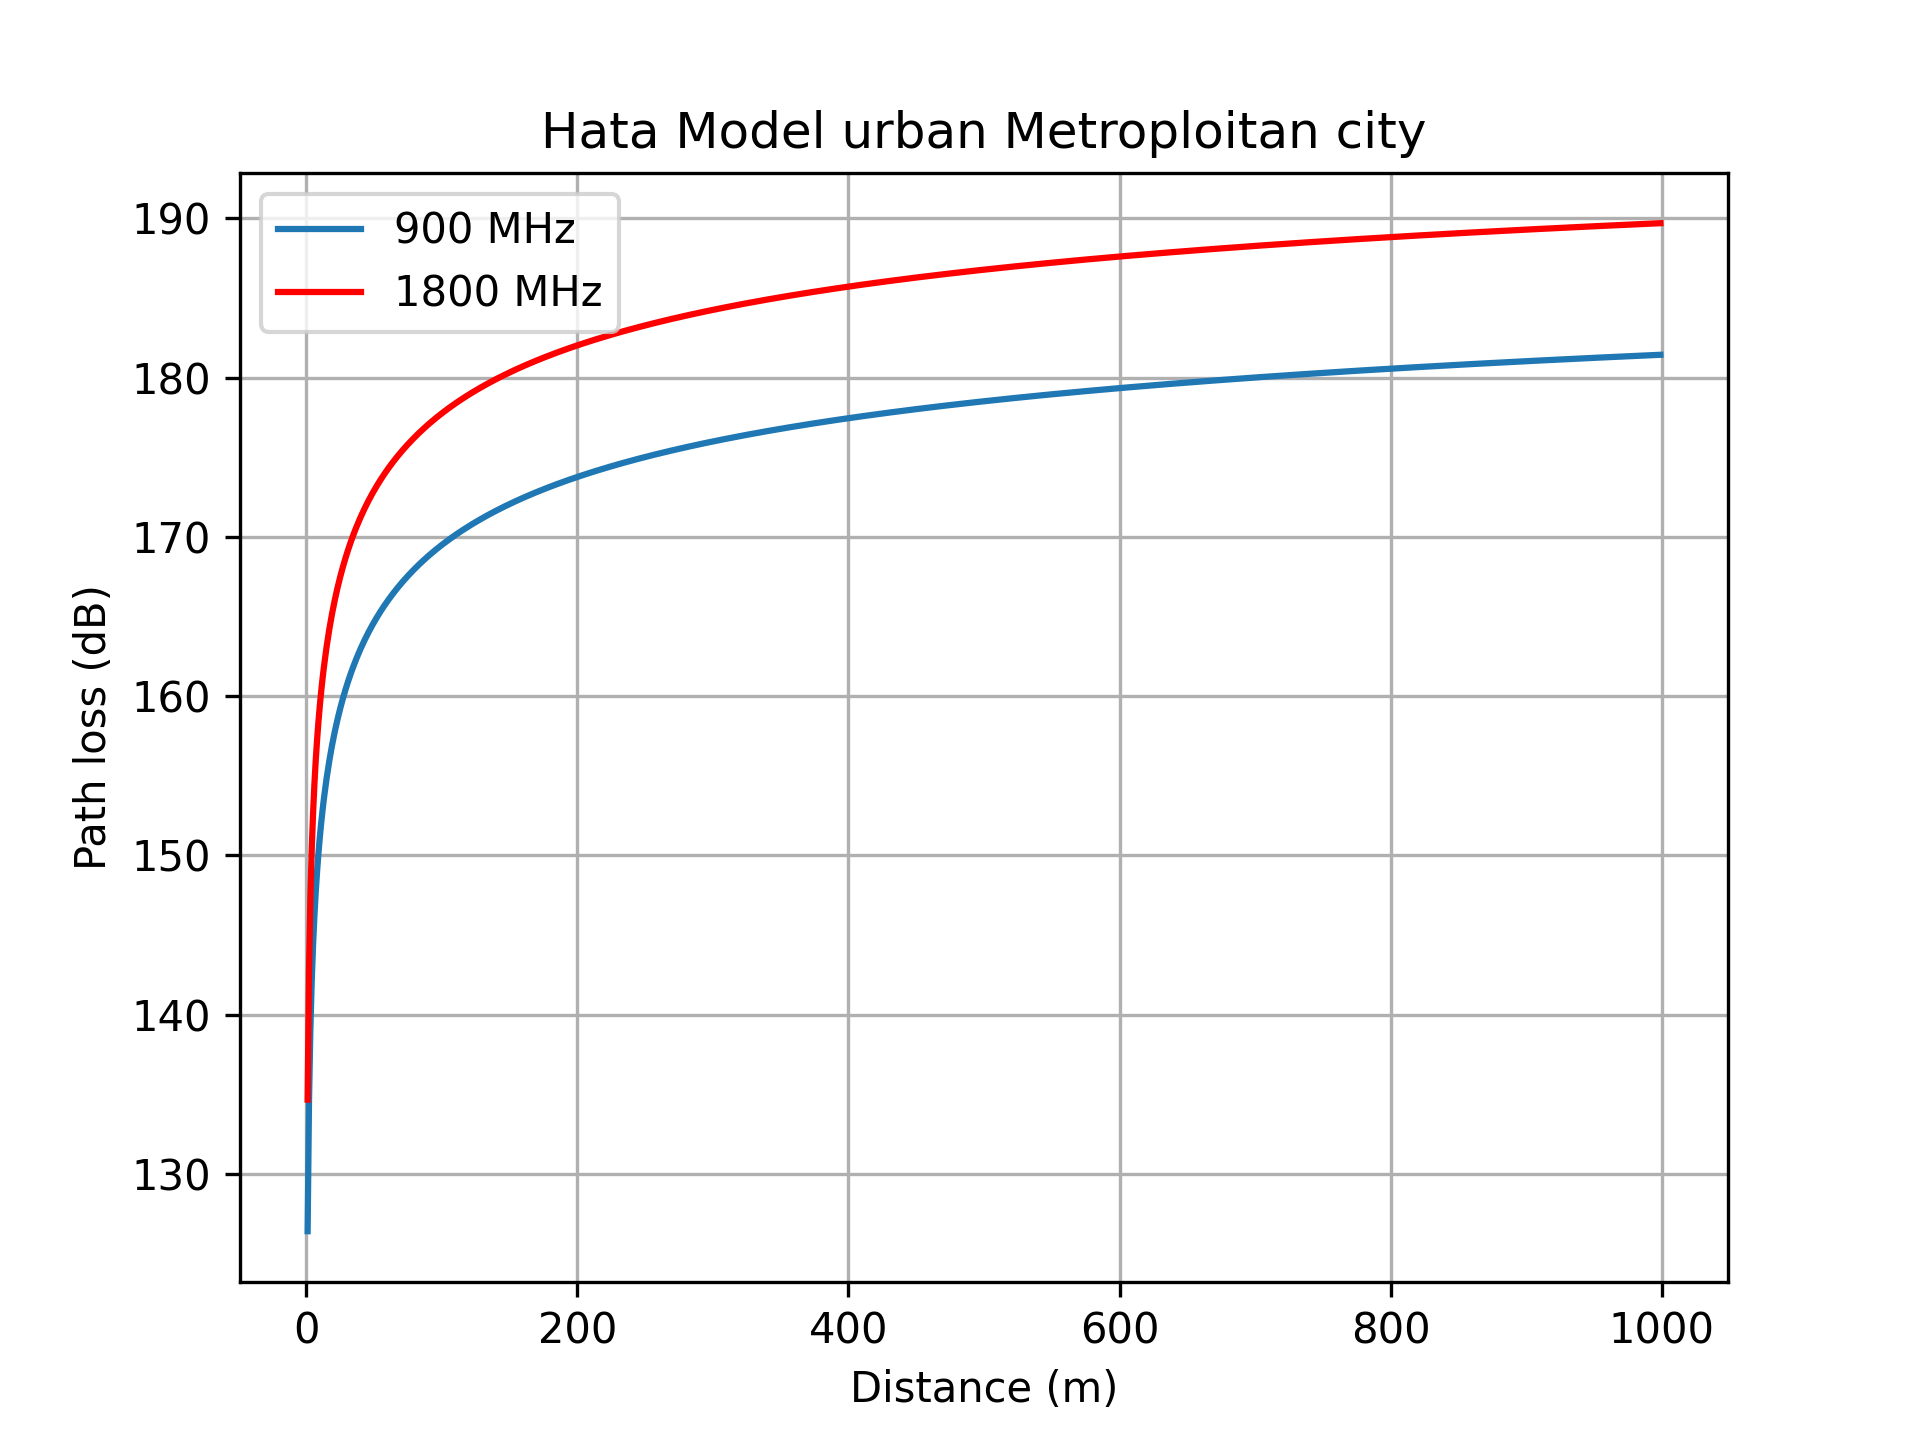 Hata Model urban Metroploitan city
900 MHz
1800 MHz
190
180
170
160
150
140
130
Path loss (dB)
0 200 400 600 800 1000
Distance (m)